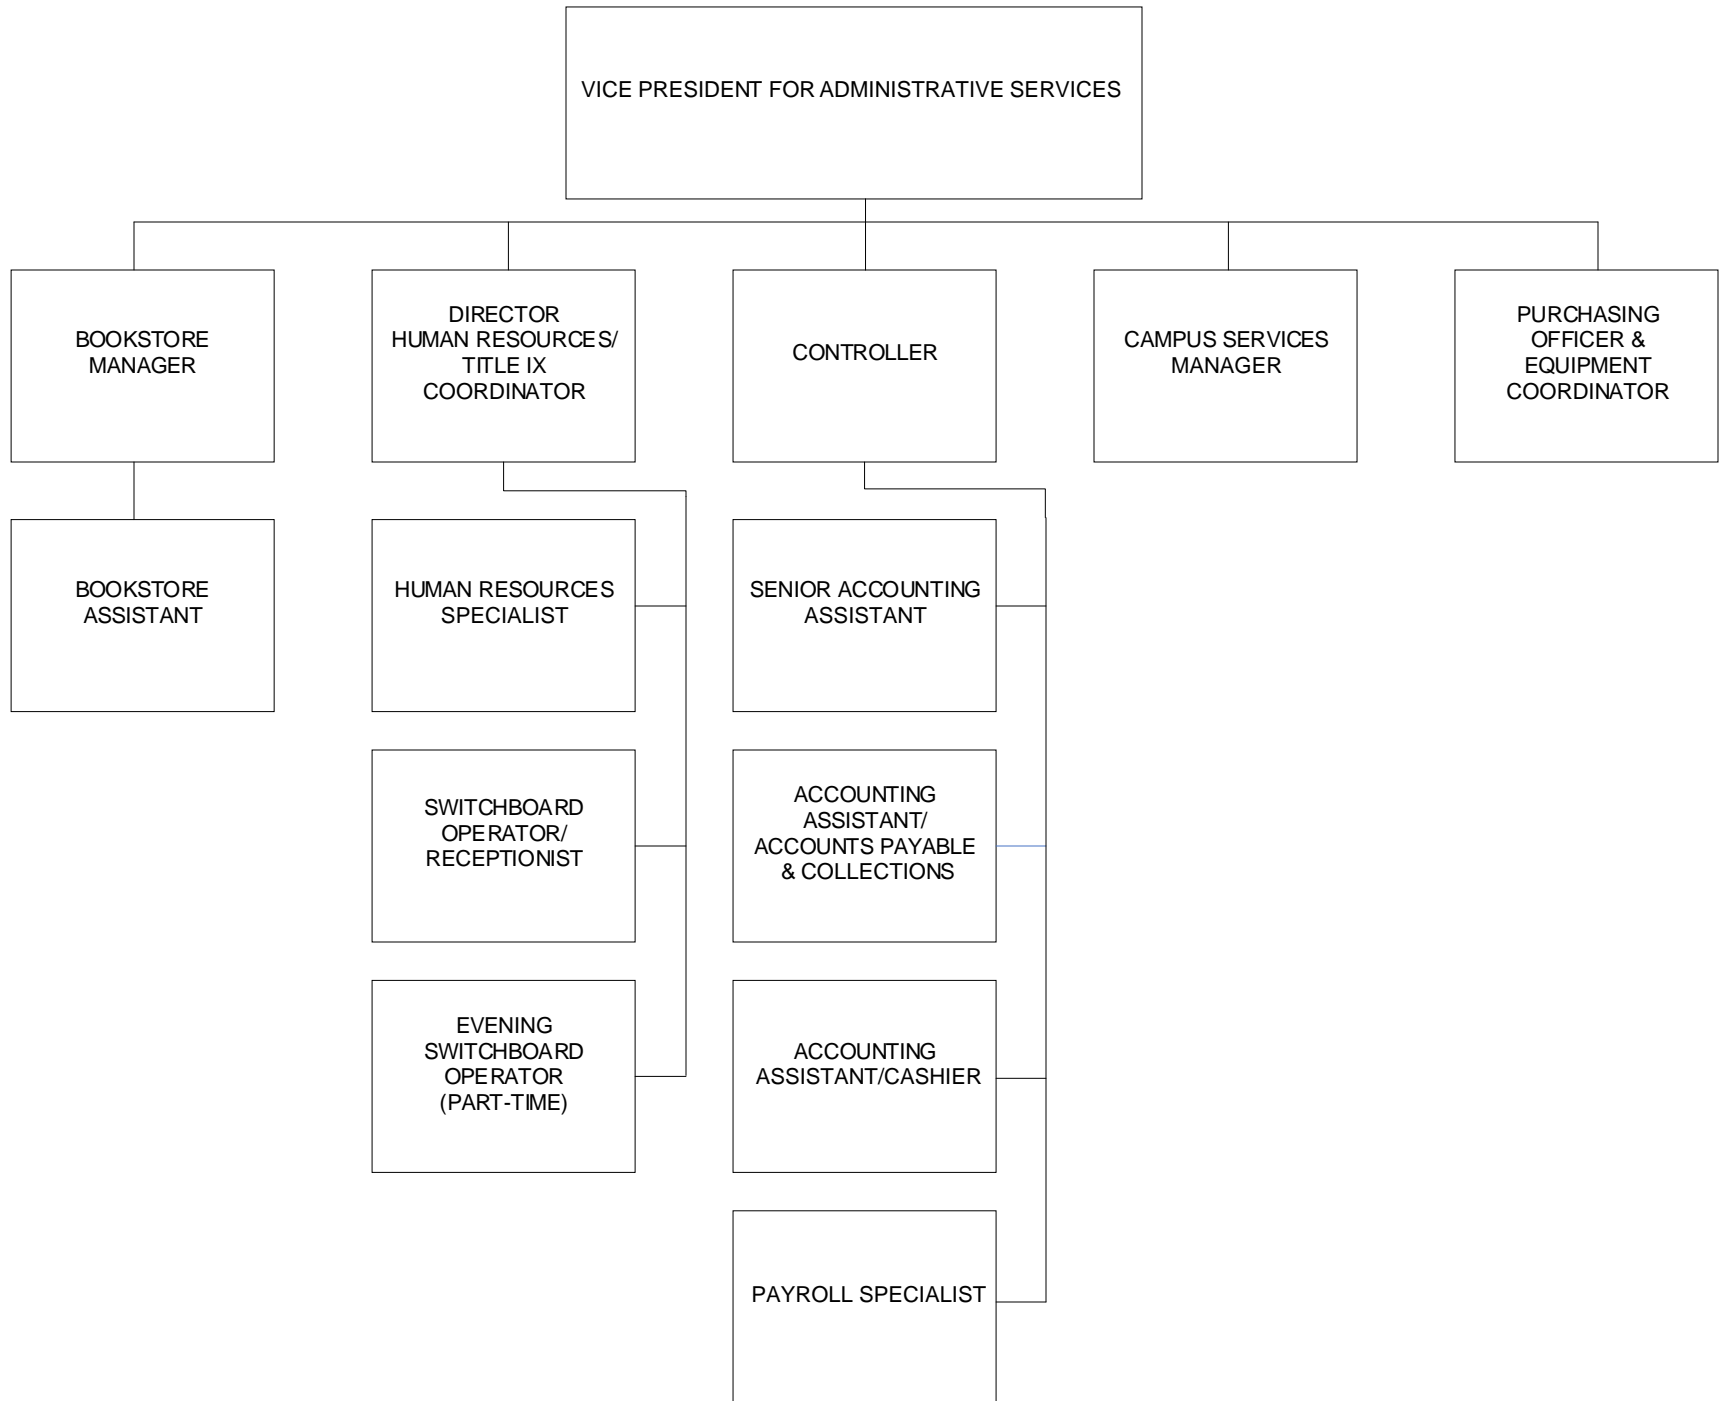 VICE PRESIDENT FOR ADMINISTRATIVE SERVICES
BOOKSTORE
MANAGER
DIRECTOR
HUMAN RESOURCES/
TITLE IX
COORDINATOR
CONTROLLER
CAMPUS SERVICES
MANAGER
PURCHASING
OFFICER &
EQUIPMENT
COORDINATOR
BOOKSTORE
ASSISTANT
HUMAN RESOURCES
SPECIALIST
SENIOR ACCOUNTING
ASSISTANT
SWITCHBOARD
OPERATOR/
RECEPTIONIST
ACCOUNTING
ASSISTANT/
ACCOUNTS PAYABLE
& COLLECTIONS
EVENING
SWITCHBOARD
OPERATOR
(PART-TIME)
ACCOUNTING
ASSISTANT/CASHIER
PAYROLL SPECIALIST